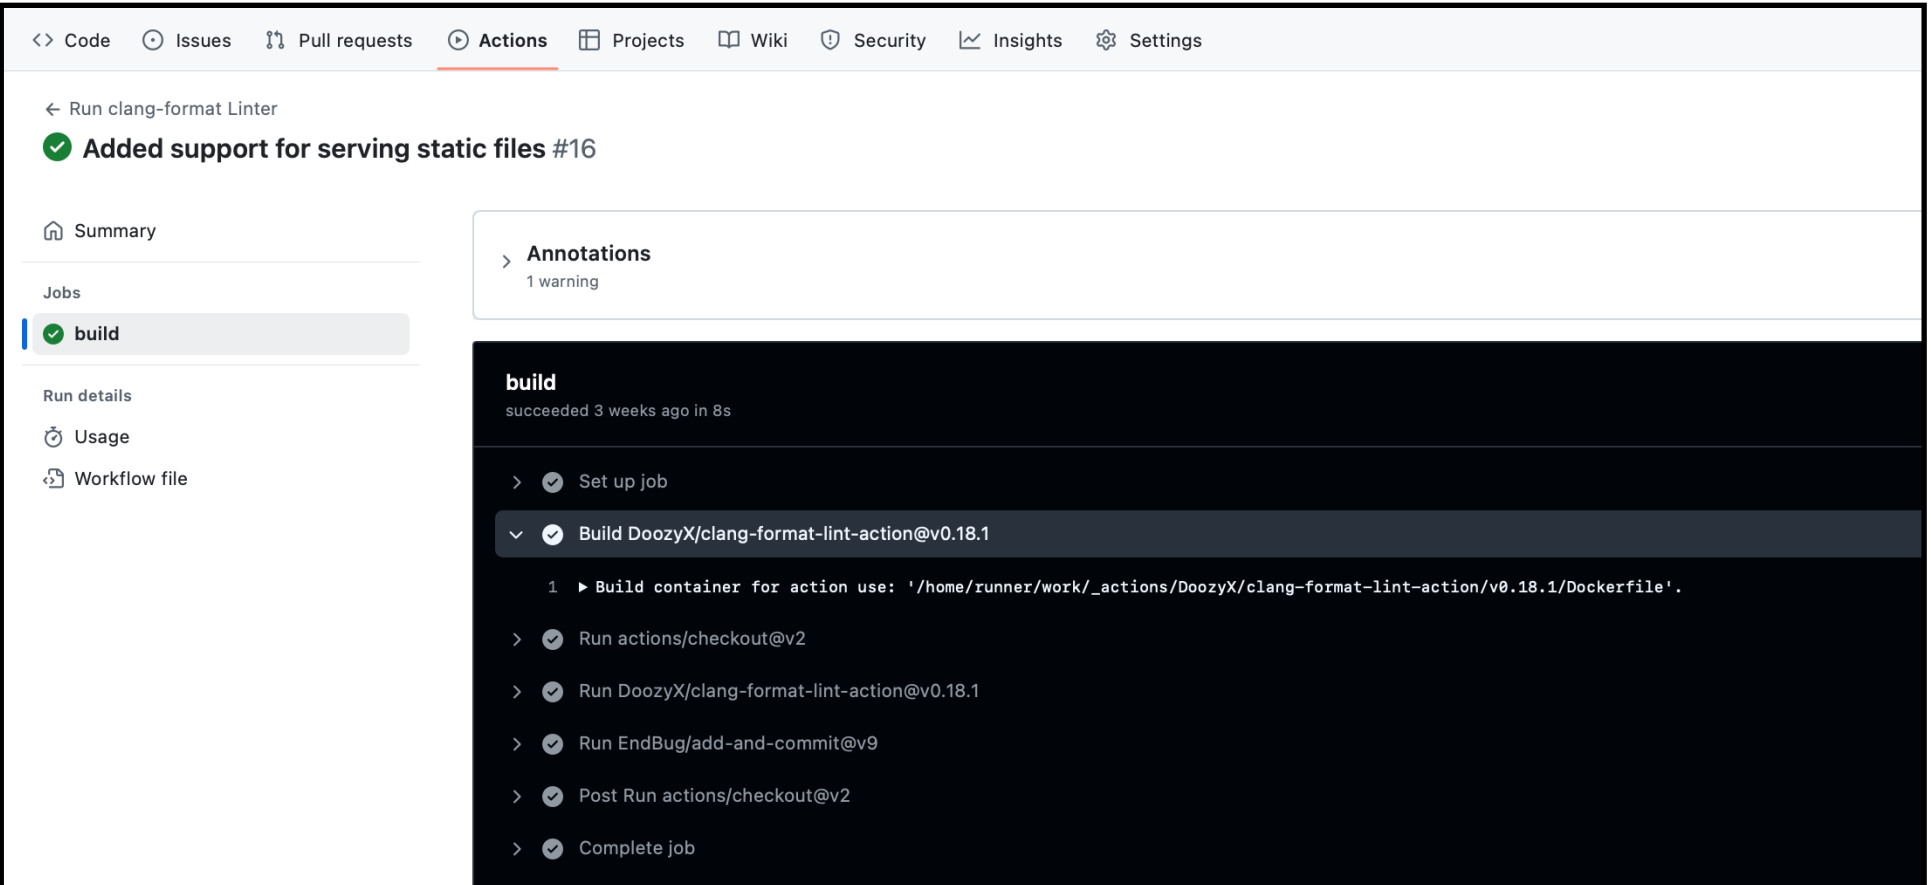 Code Issues Pull requests Actions Projects Wiki Security Insights Settings
Run clang-format Linter
Added support for serving static files #16
Summary
Jobs
build
Run details
Usage
Workflow file
Annotations
1 warning
build
succeeded 3 weeks ago in 8s
Set up job
Build DoozyX/clang-format-lint-action@v0.18.1
1 Build container for action use: '/home/runner/work/_actions/DoozyX/clang-format-lint-action/v0.18.1/Dockerfile'.
Run actions/checkout@v2
Run DoozyX/clang-format-lint-action@v0.18.1
Run EndBug/add-and-commit@v9
Post Run actions/checkout@v2
Complete job